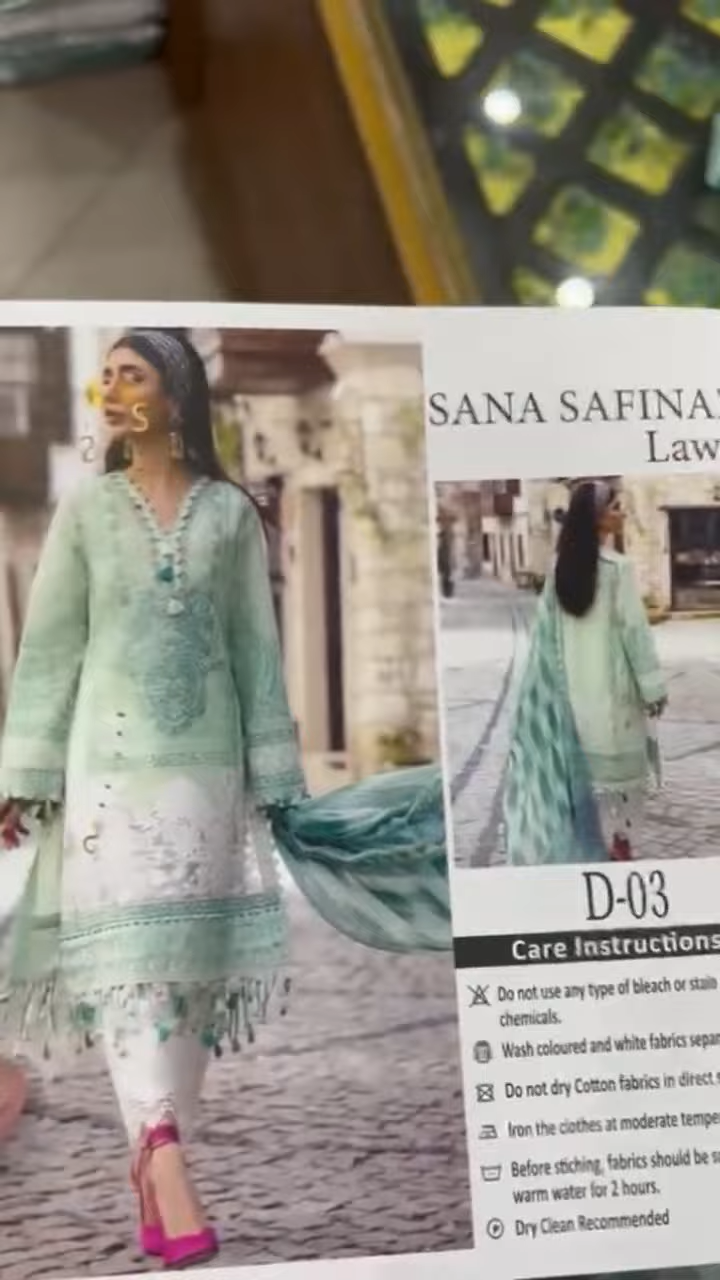 SANA SAFINA
Law
D-03
Care Instructions
Do not use any type of bleach or stain
chemicals.
Wash coloured and white fabrics separ
Do not dry Cotton fabrics in direct
Iron the clothes at moderate tempe
Before stiching, fabrics should be
warm water for 2 hours.
Dry Clean Recommended